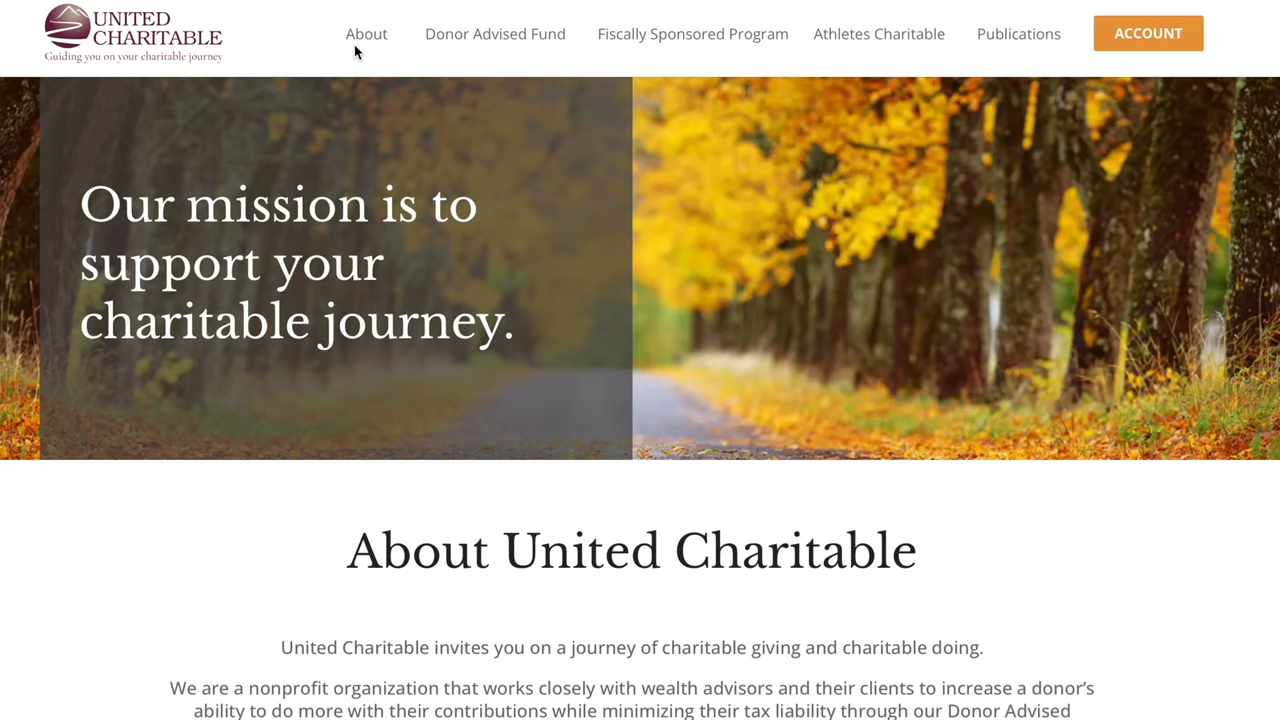 UNITED
CHARITABLE
Guiding you on your charitable journey
About
Donor Advised Fund
Fiscally Sponsored Program
Athletes Charitable
Publications
ACCOUNT
Our mission is to
support your
charitable journey.
About United Charitable
United Charitable invites you on a journey of charitable giving and charitable doing.
We are a nonprofit organization that works closely with wealth advisors and their clients to increase a donor’s
ability to do more with their contributions while minimizing their tax liability through our Donor Advised